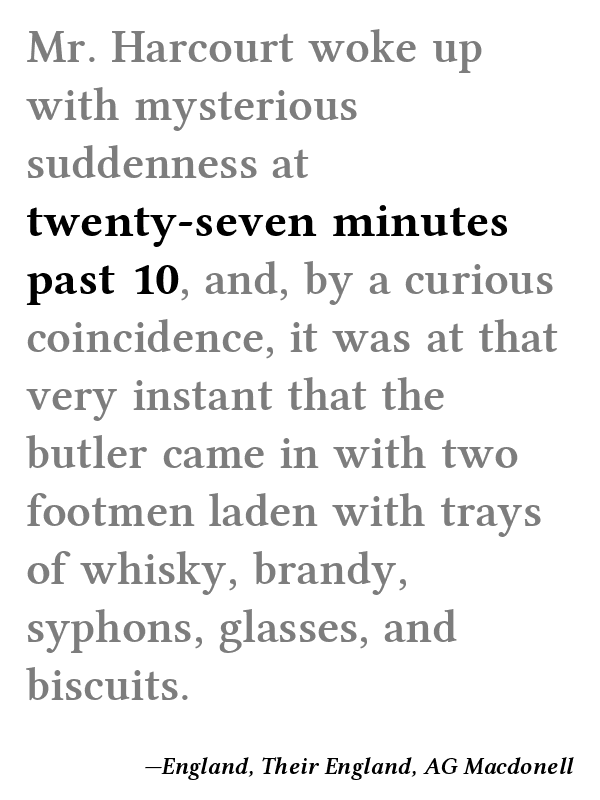 Mr. Harcourt woke up
with mysterious
suddenness at
twenty-seven minutes
past 10, and, by a curious
coincidence, it was at that
very instant that the
butler came in with two
footmen laden with trays
of whisky, brandy,
syphons, glasses, and
biscuits.
—England, Their England, AG Macdonell